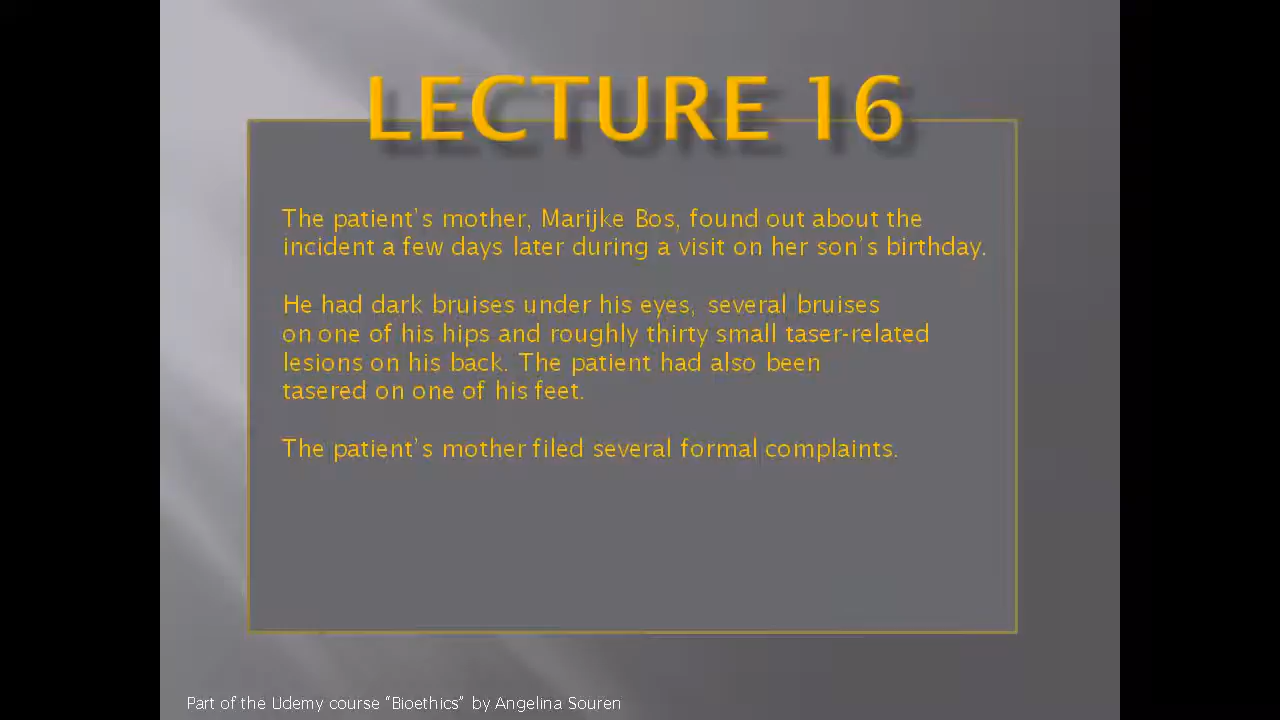 LECTURE 16
The patient's mother, Marijke Bos, found out about the
incident a few days later during a visit on her son's birthday.
He had dark bruises under his eyes, several bruises
on one of his hips and roughly thirty small taser-related
lesions on his back. The patient had also been
tasered on one of his feet.
The patient's mother filed several formal complaints.
Part of the Udemy course “Bioethics” by Angelina Souren